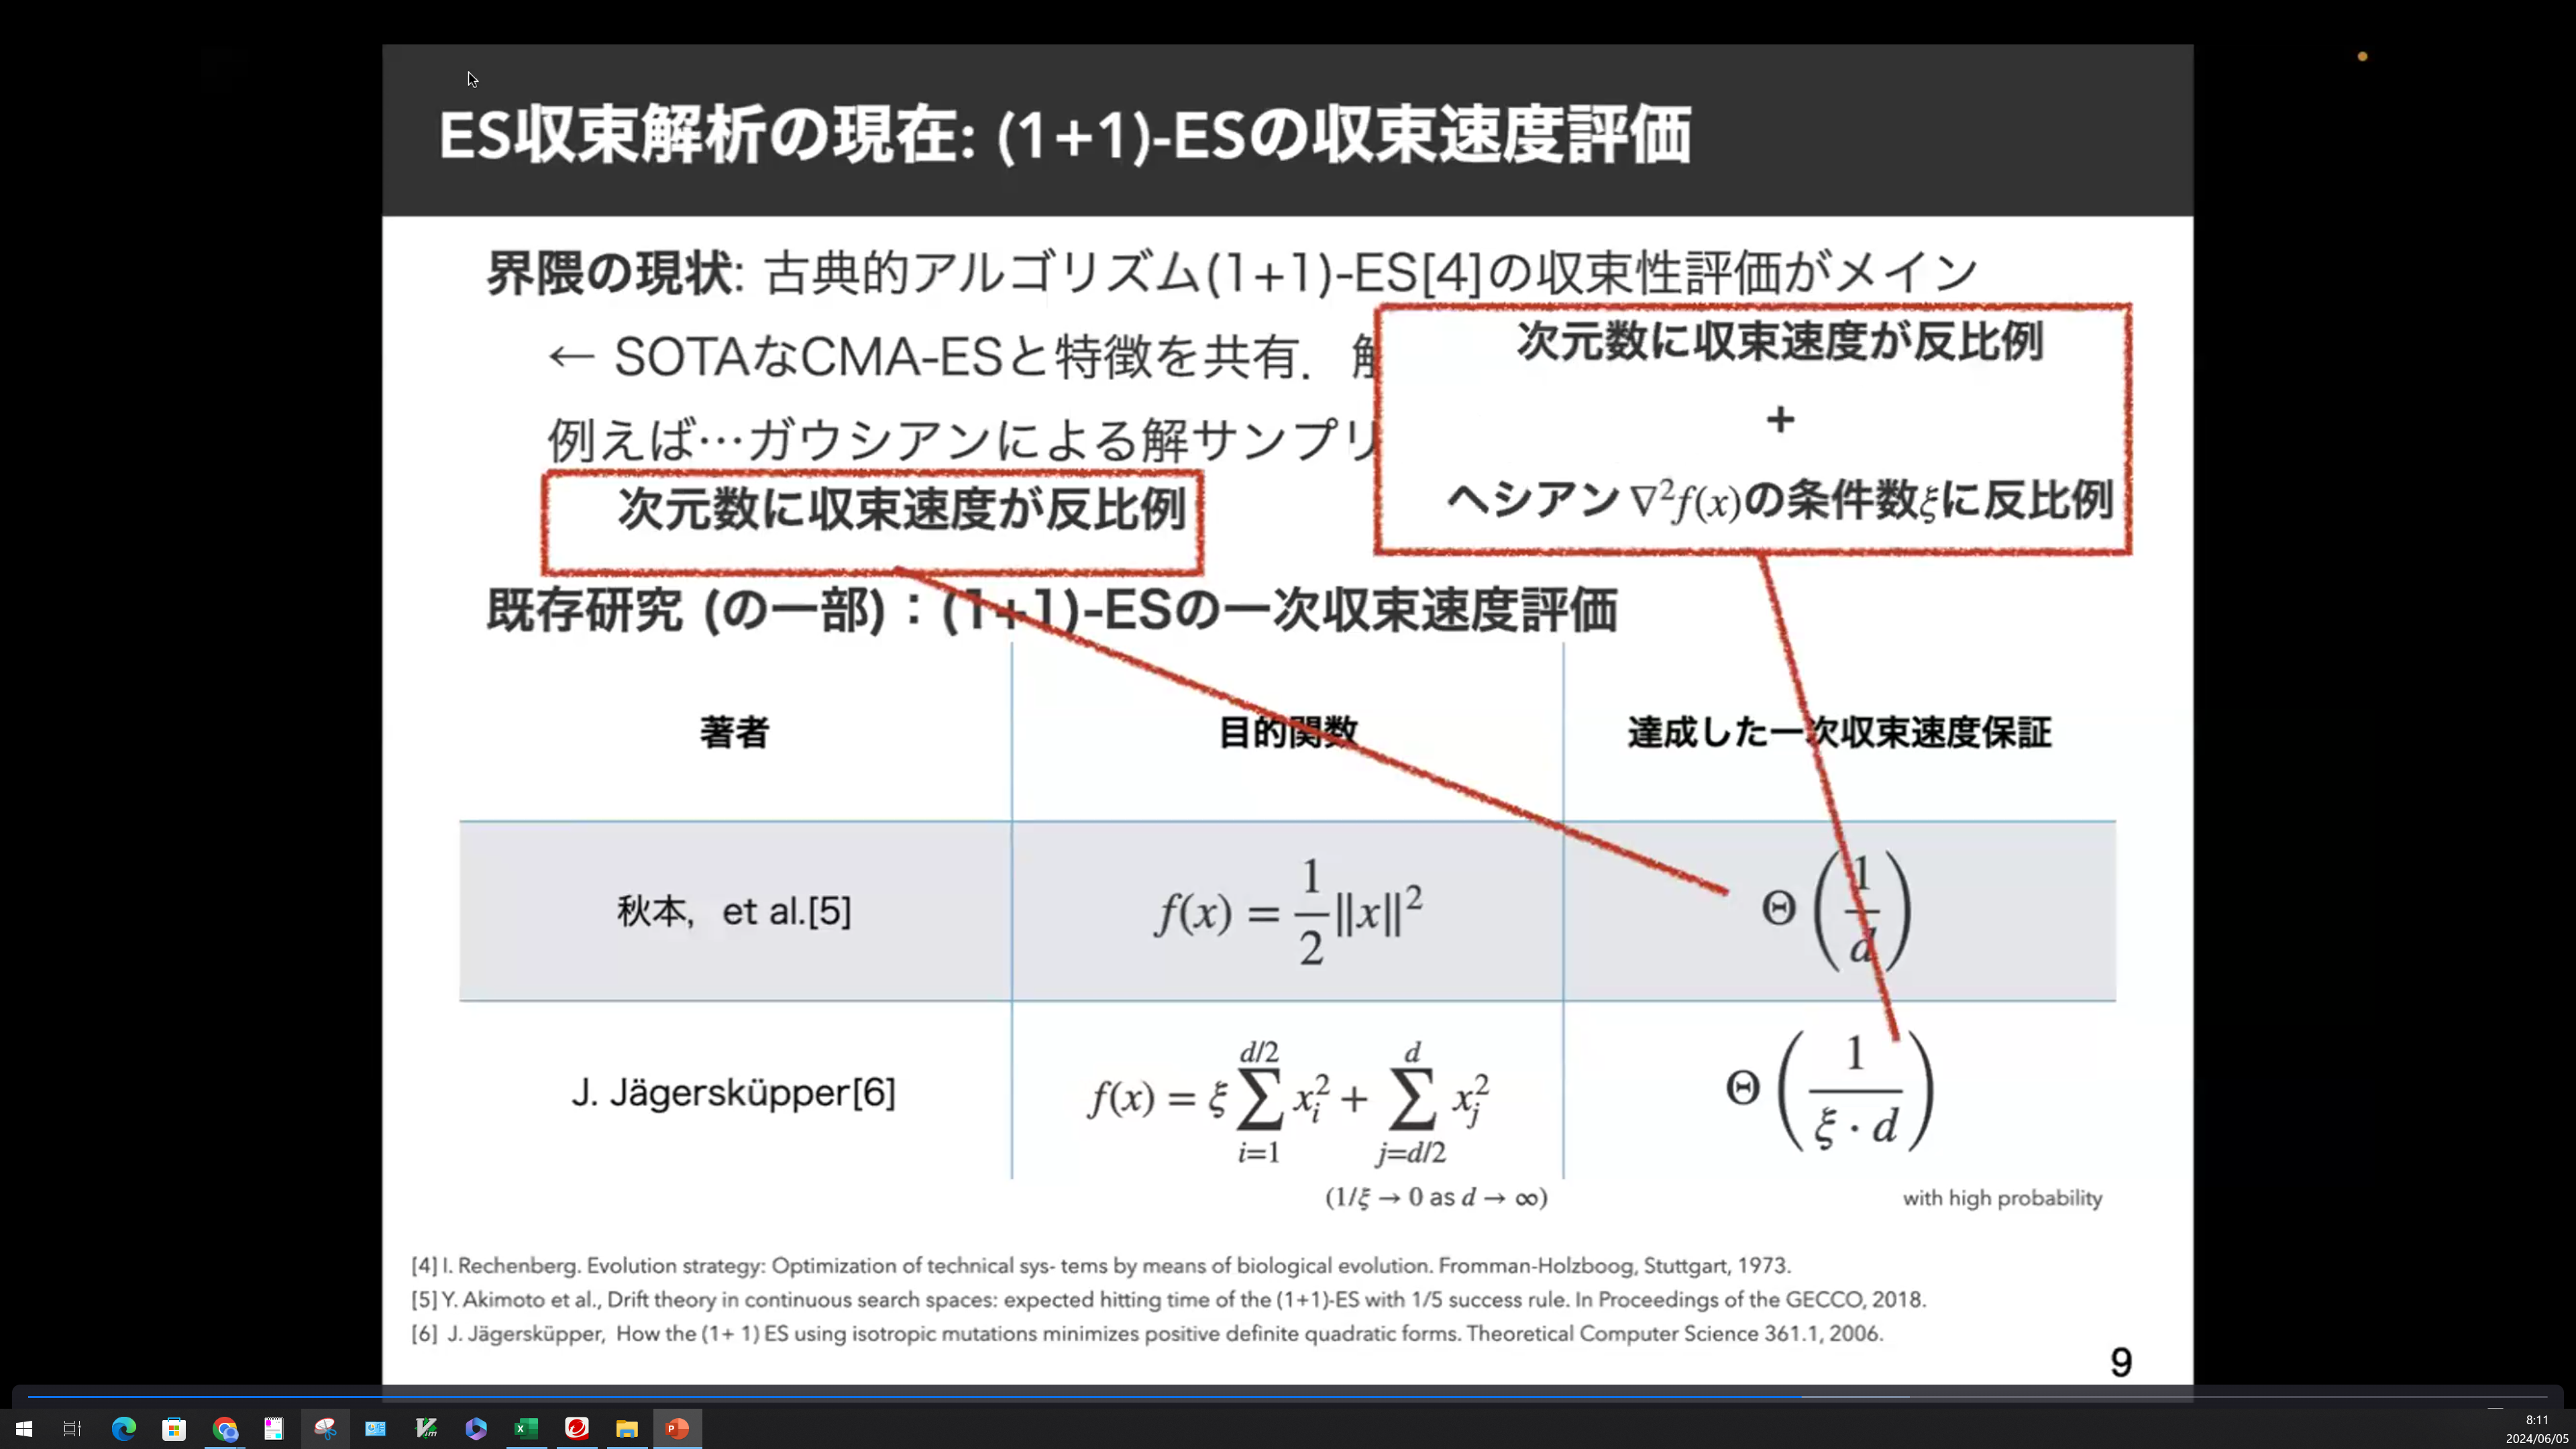 ES収束解析の現在: (1+1)-ESの収束速度評価
界隈の現状: 古典的アルゴリズム(1+1)-ES[4]の収束性評価がメイン
← SOTAなCMA-ESと特徴を共有．
次元数に収束速度が反比例
+
ヘシアン ∇²f(x)の条件数ξに反比例
例えば…ガウシアンによる解サンプリ
次元数に収束速度が反比例
既存研究 (の一部)：(1+1)-ESの一次収束速度評価
著者 目的関数 達成した一次収束速度保証
秋本, et al.[5] f(x) = 1/2 ||x||² Θ(1/d)
J. Jägersküpper[6] f(x) = ξ ∑_{i=1}^{d/2} x_i² + ∑_{j=d/2}^{d} x_j² Θ(1/(ξ · d))
(1/ξ → 0 as d → ∞) with high probability
[4] I. Rechenberg. Evolution strategy: Optimization of technical sys- tems by means of biological evolution. Fromman-Holzboog, Stuttgart, 1973.
[5] Y. Akimoto et al., Drift theory in continuous search spaces: expected hitting time of the (1+1)-ES with 1/5 success rule. In Proceedings of the GECCO, 2018.
[6] J. Jägersküpper, How the (1+ 1) ES using isotropic mutations minimizes positive definite quadratic forms. Theoretical Computer Science 361.1, 2006.
9
8:11
2024/06/05